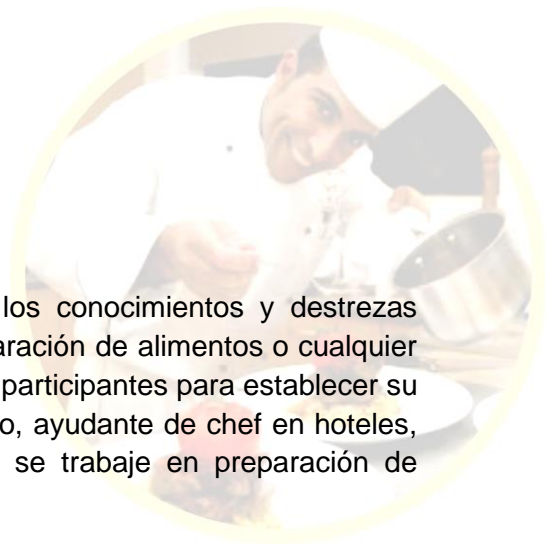 los conocimientos y destrezas
aración de alimentos o cualquier
participantes para establecer su
o, ayudante de chef en hoteles,
se trabaje en preparación de